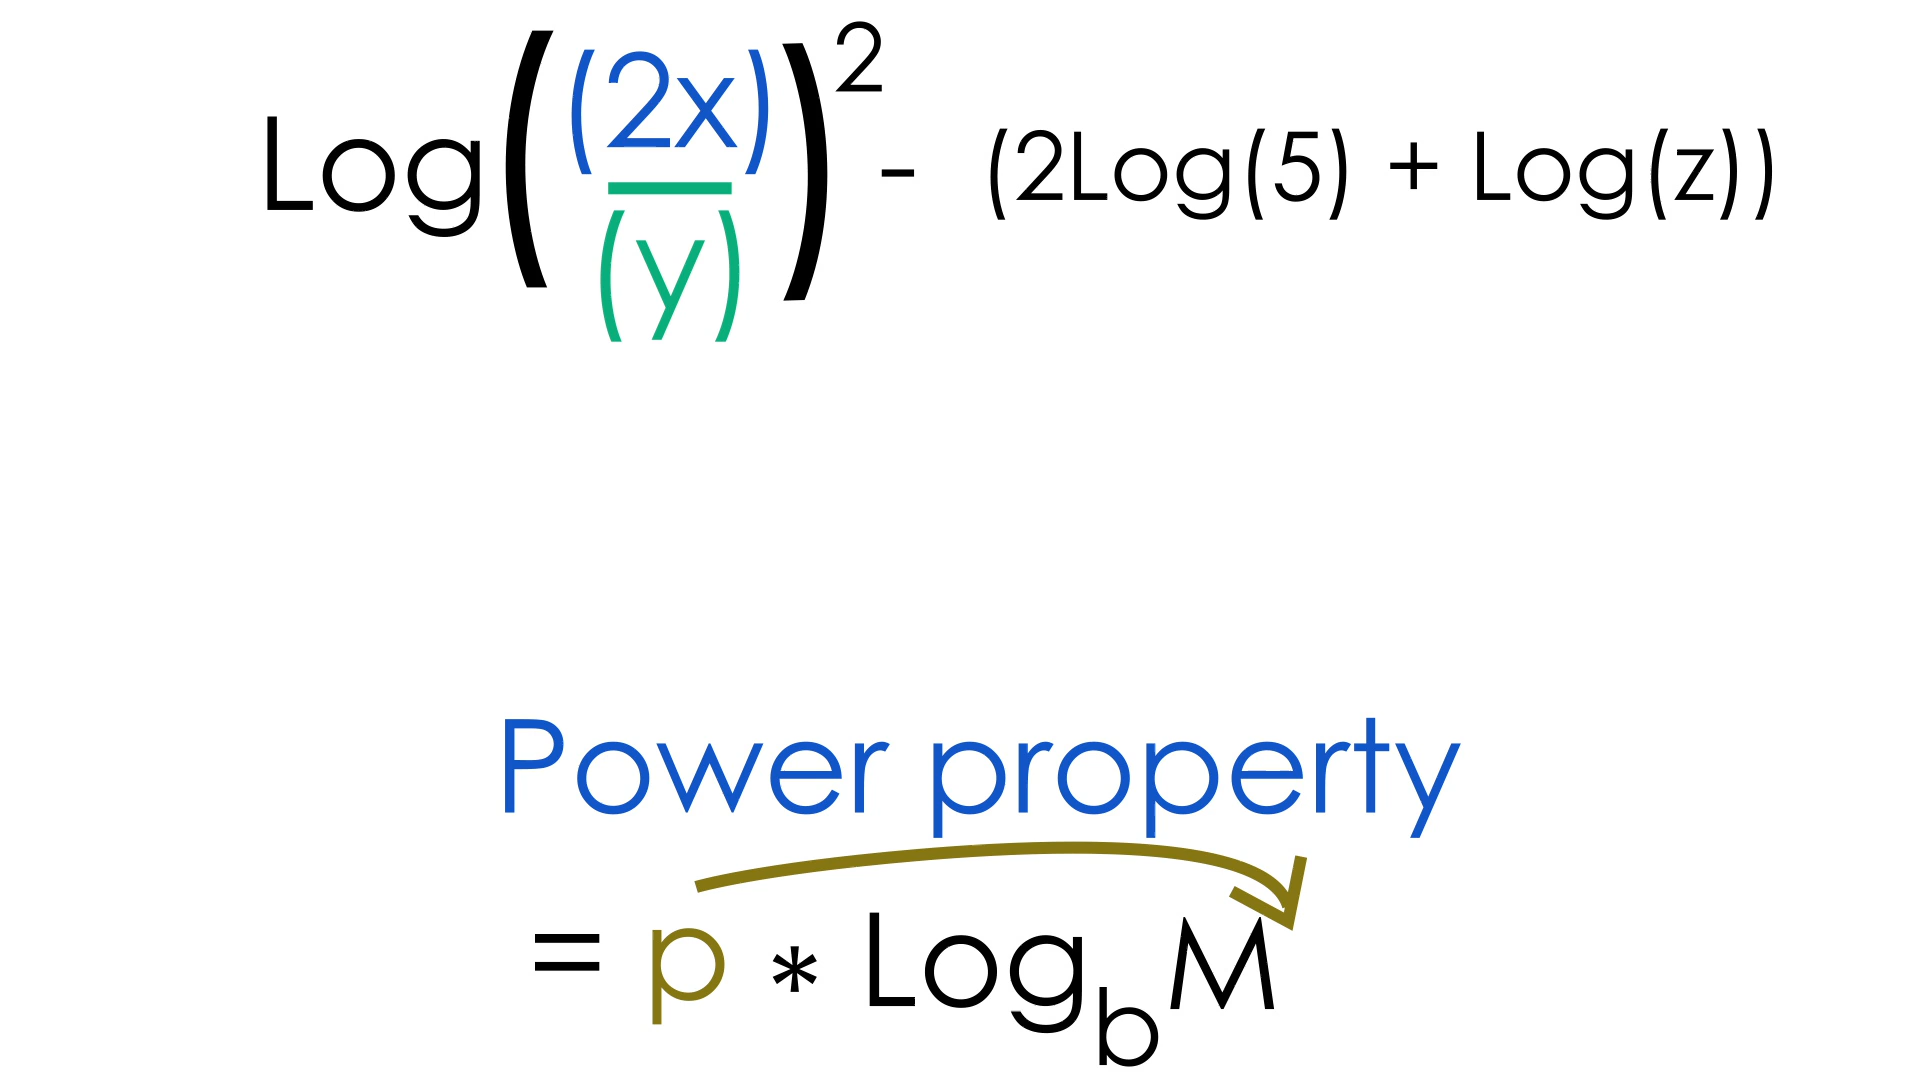 Log((2x)/(y))² - (2Log(5) + Log(z))
Power property
= p * Log_b M